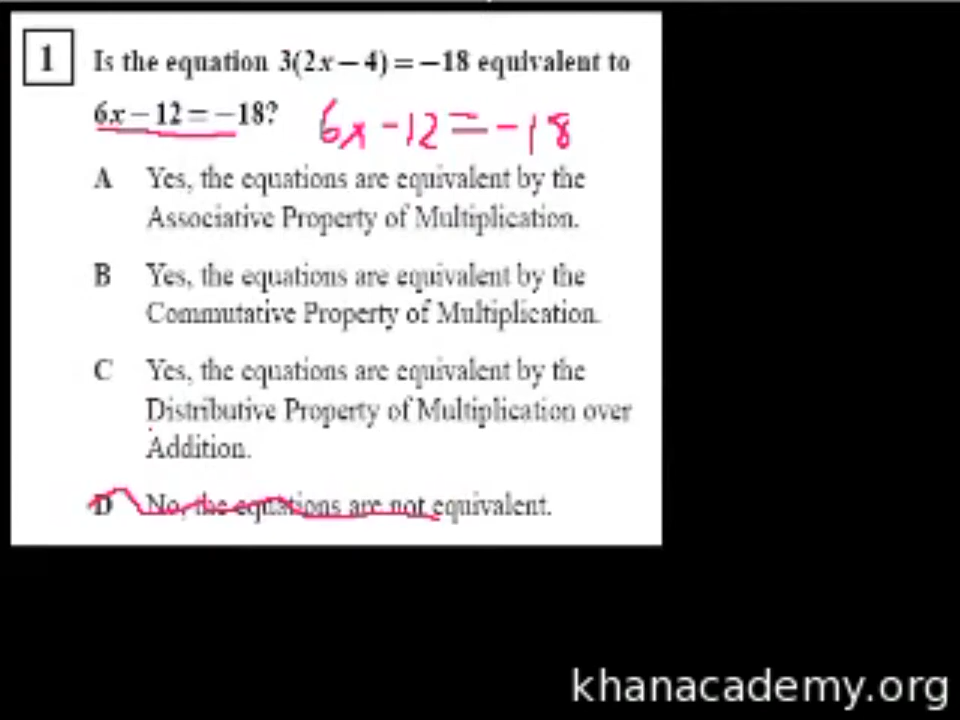 1 Is the equation 3(2x – 4) = –18 equivalent to
6x – 12 = –18? 6x -12 = -18
A Yes, the equations are equivalent by the
Associative Property of Multiplication.
B Yes, the equations are equivalent by the
Commutative Property of Multiplication.
C Yes, the equations are equivalent by the
Distributive Property of Multiplication over
Addition.
D No, the equations are not equivalent.
khanacademy.org